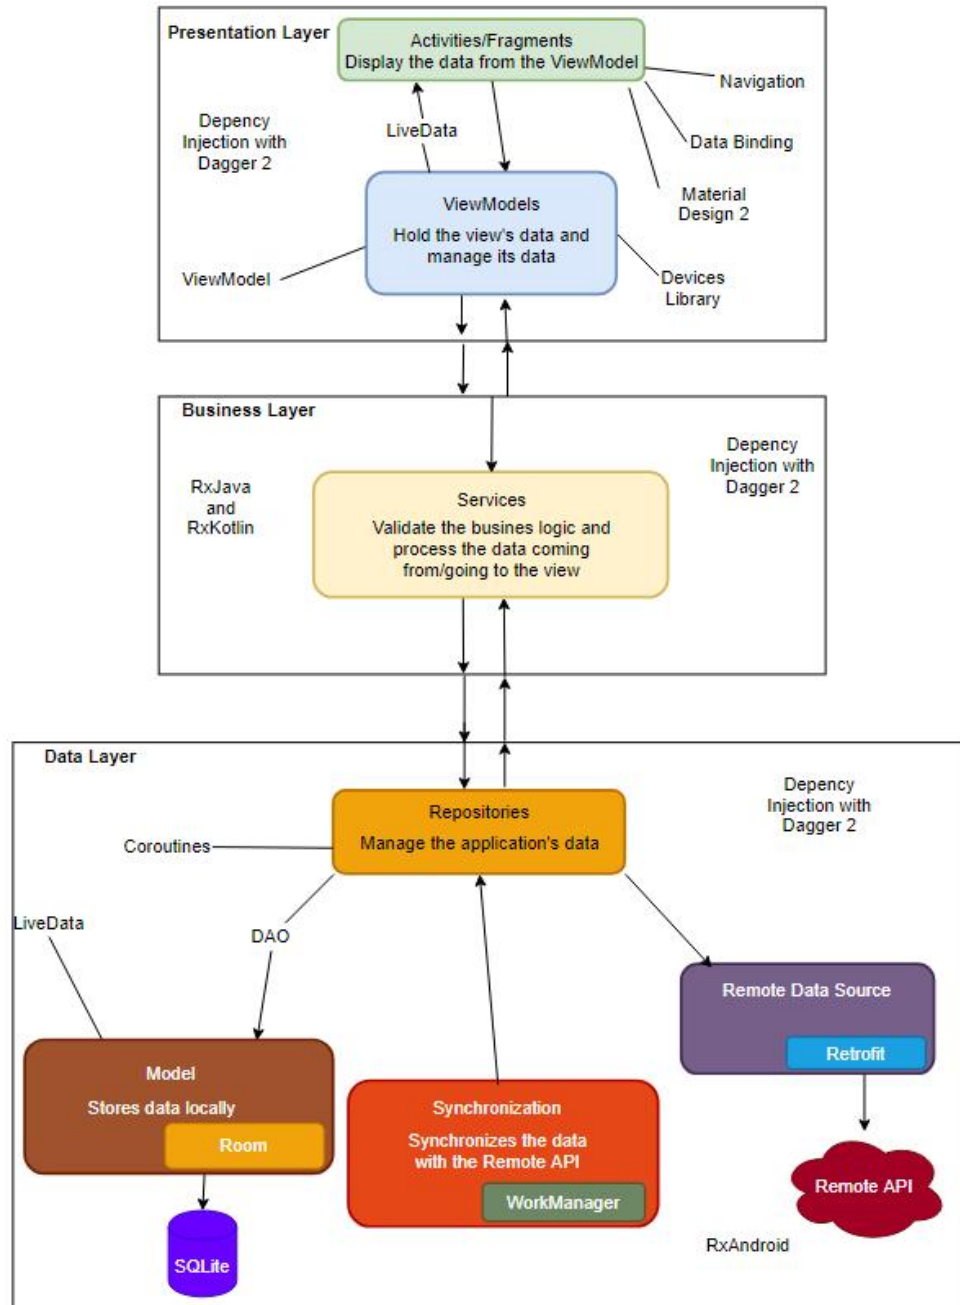 Presentation Layer
Activities/Fragments
Display the data from the ViewModel
Navigation
Depency
Injection with
Dagger 2
LiveData
Data Binding
Material
Design 2
ViewModels
Hold the view's data and
manage its data
ViewModel
Devices
Library
Business Layer
Depency
Injection with
Dagger 2
RxJava
and
RxKotlin
Services
Validate the busines logic and
process the data coming
from/going to the view
Data Layer
Depency
Injection with
Dagger 2
Repositories
Manage the application's data
Coroutines
LiveData
DAO
Remote Data Source
Retrofit
Model
Stores data locally
Room
Synchronization
Synchronizes the data
with the Remote API
WorkManager
Remote API
RxAndroid
SQLite